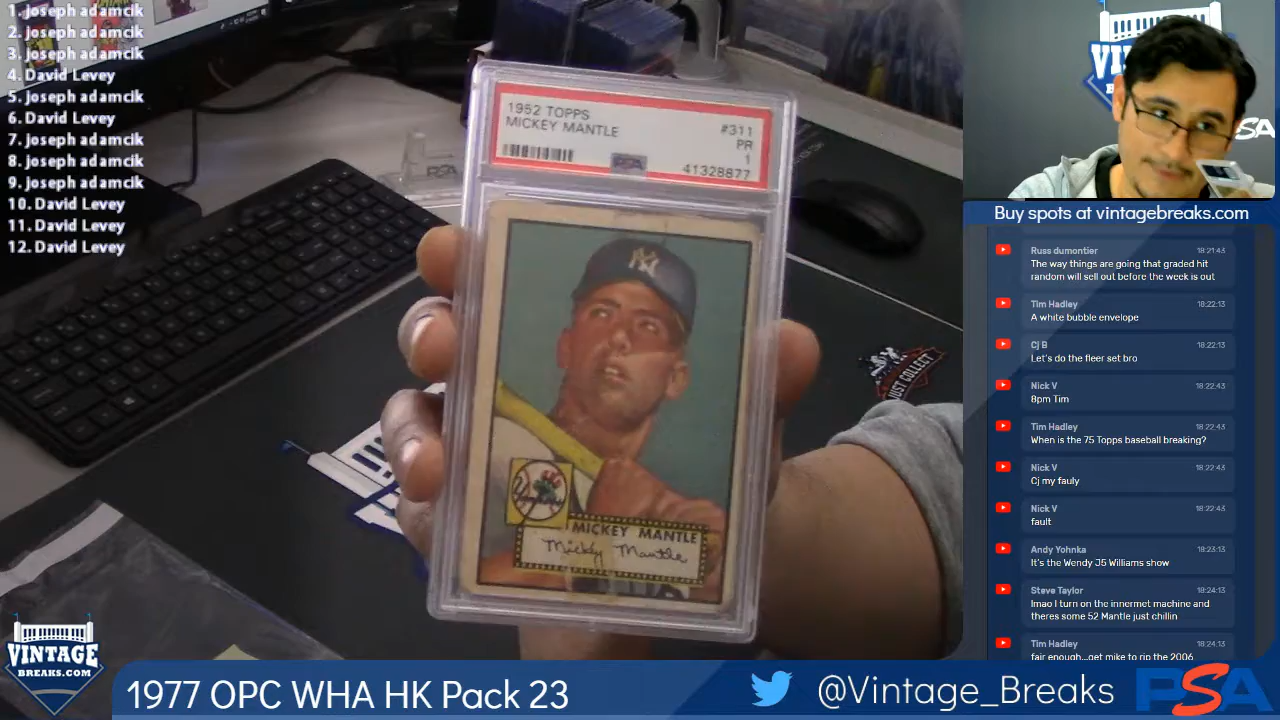 1. joseph adamcik
2. joseph adamcik
3. joseph adamcik
4. David Levey
5. joseph adamcik
6. David Levey
7. joseph adamcik
8. joseph adamcik
9. joseph adamcik
10. David Levey
11. David Levey
12. David Levey
1952 TOPPS
MICKEY MANTLE
#311
PR
1
PSA
41328877
NY
Yankees
MICKEY MANTLE
Mickey Mantle
PSA
JUST COLLECT
Buy spots at vintagebreaks.com
Russ dumontier 18:21:43
The way things are going that graded hit
random will sell out before the week is out
Tim Hadley 18:22:13
A white bubble envelope
Cj B 18:22:13
Let's do the fleer set bro
Nick V 18:22:43
8pm Tim
Tim Hadley 18:22:43
When is the 75 Topps baseball breaking?
Nick V 18:22:43
Cj my fauly
Nick V 18:22:43
fault
Andy Yohnka 18:23:13
It's the Wendy J5 Williams show
Steve Taylor 18:24:13
lmao I turn on the innermet machine and
theres some 52 Mantle just chillin
Tim Hadley 18:24:13
fair enough...get mike to rip the 2006
VINTAGE
BREAKS.COM
1977 OPC WHA HK Pack 23
@Vintage_Breaks
PSA